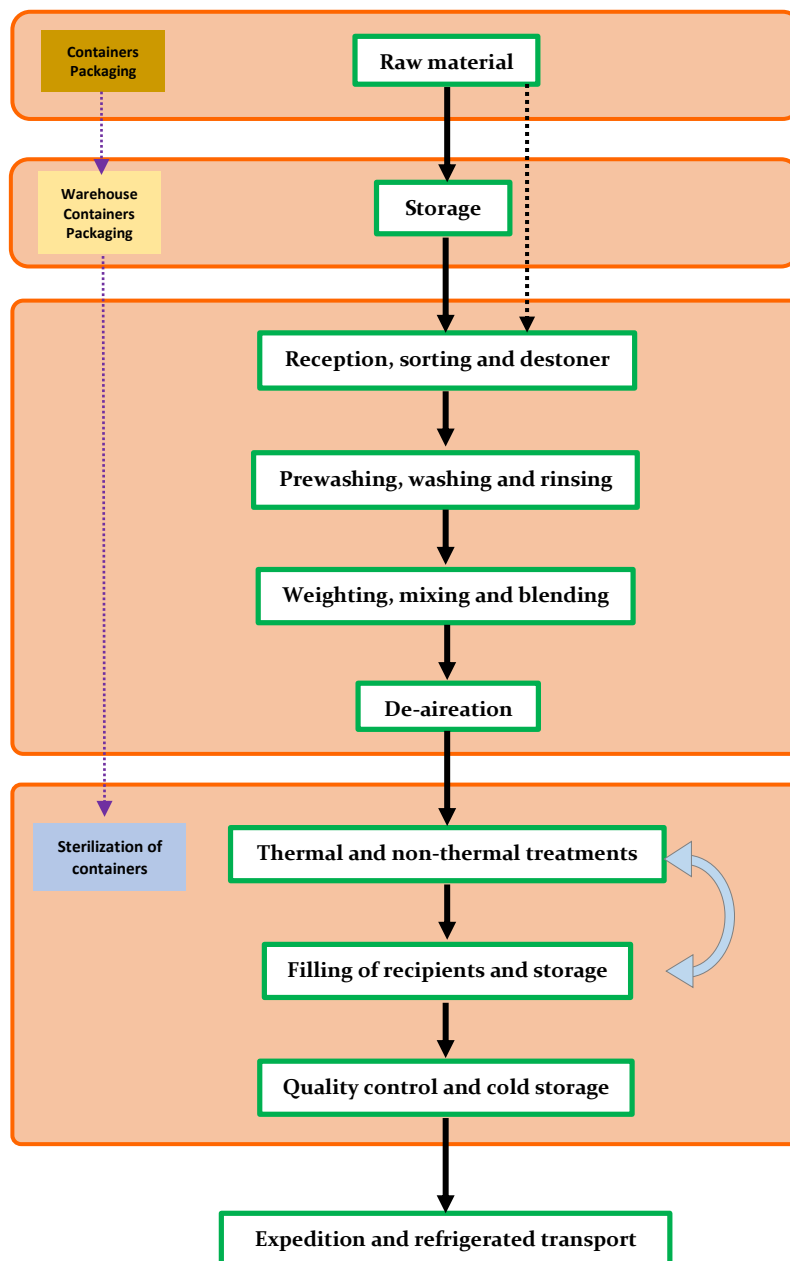 Containers
Packaging
Raw material
Warehouse
Containers
Packaging
Storage
Reception, sorting and destoner
Prewashing, washing and rinsing
Weighting, mixing and blending
De-aireation
Sterilization of
containers
Thermal and non-thermal treatments
Filling of recipients and storage
Quality control and cold storage
Expedition and refrigerated transport